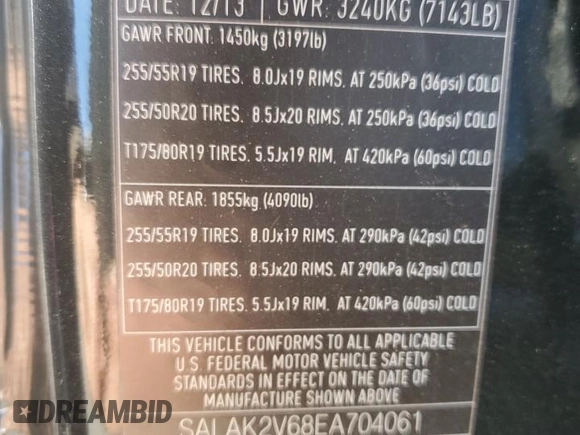 DATE: 12/13 GWR: 3240KG (7143LB)
GAWR FRONT: 1450kg (3197lb)
255/55R19 TIRES. 8.0Jx19 RIMS. AT 250kPa (36psi) COLD
255/50R20 TIRES. 8.5Jx20 RIMS. AT 250kPa (36psi) COLD
T175/80R19 TIRES. 5.5Jx19 RIM. AT 420kPa (60psi) COLD
GAWR REAR: 1855kg (4090lb)
255/55R19 TIRES. 8.0Jx19 RIMS. AT 290kPa (42psi) COLD
255/50R20 TIRES. 8.5Jx20 RIMS. AT 290kPa (42psi) COLD
T175/80R19 TIRES. 5.5Jx19 RIM. AT 420kPa (60psi) COLD
THIS VEHICLE CONFORMS TO ALL APPLICABLE
U.S. FEDERAL MOTOR VEHICLE SAFETY
STANDARDS IN EFFECT ON THE DATE OF
MANUFACTURE SHOWN ABOVE
SALAK2V68EA704061
DREAMBID